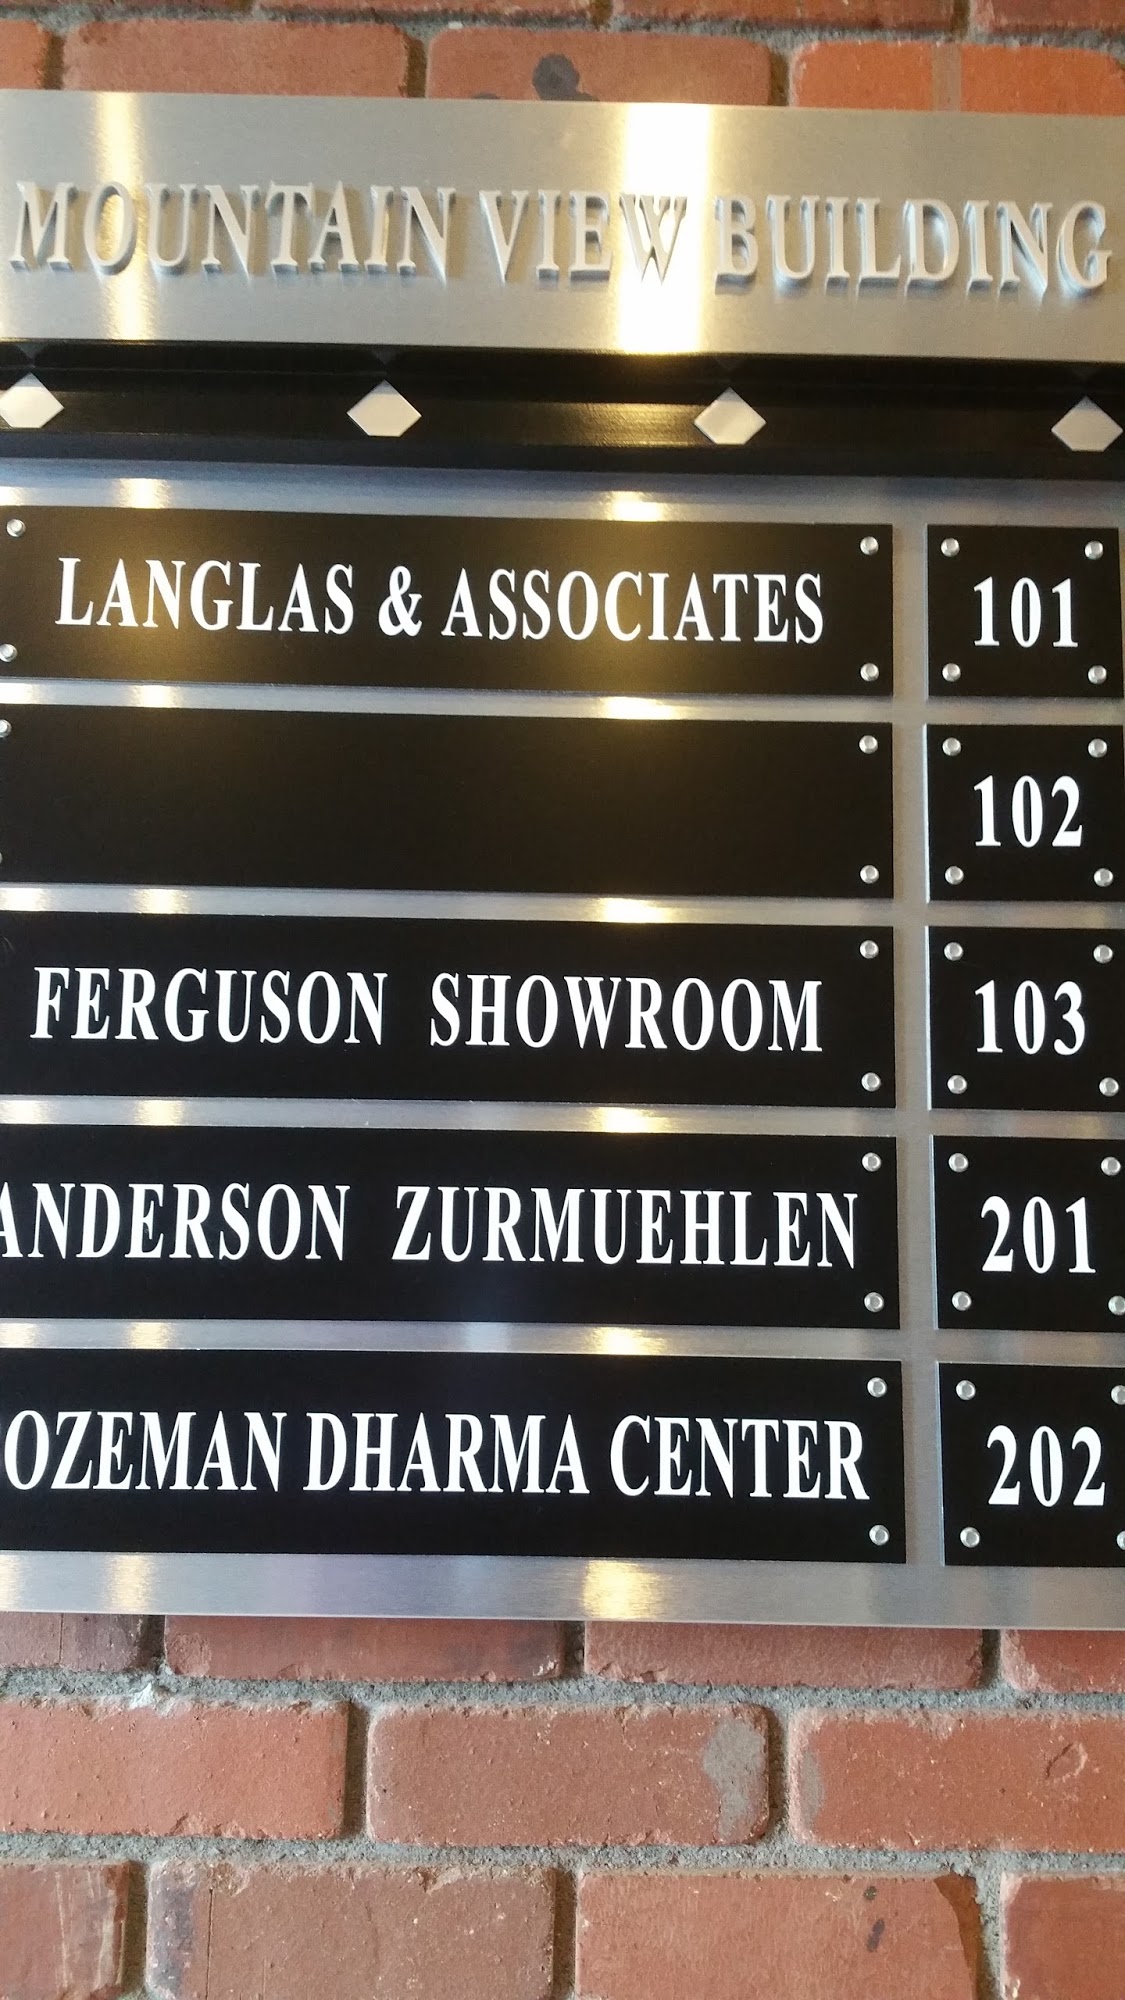 MOUNTAIN VIEW BUILDING
LANGLAS & ASSOCIATES 101
102
FERGUSON SHOWROOM 103
ANDERSON ZURMUEHLEN 201
OZEMAN DHARMA CENTER 202